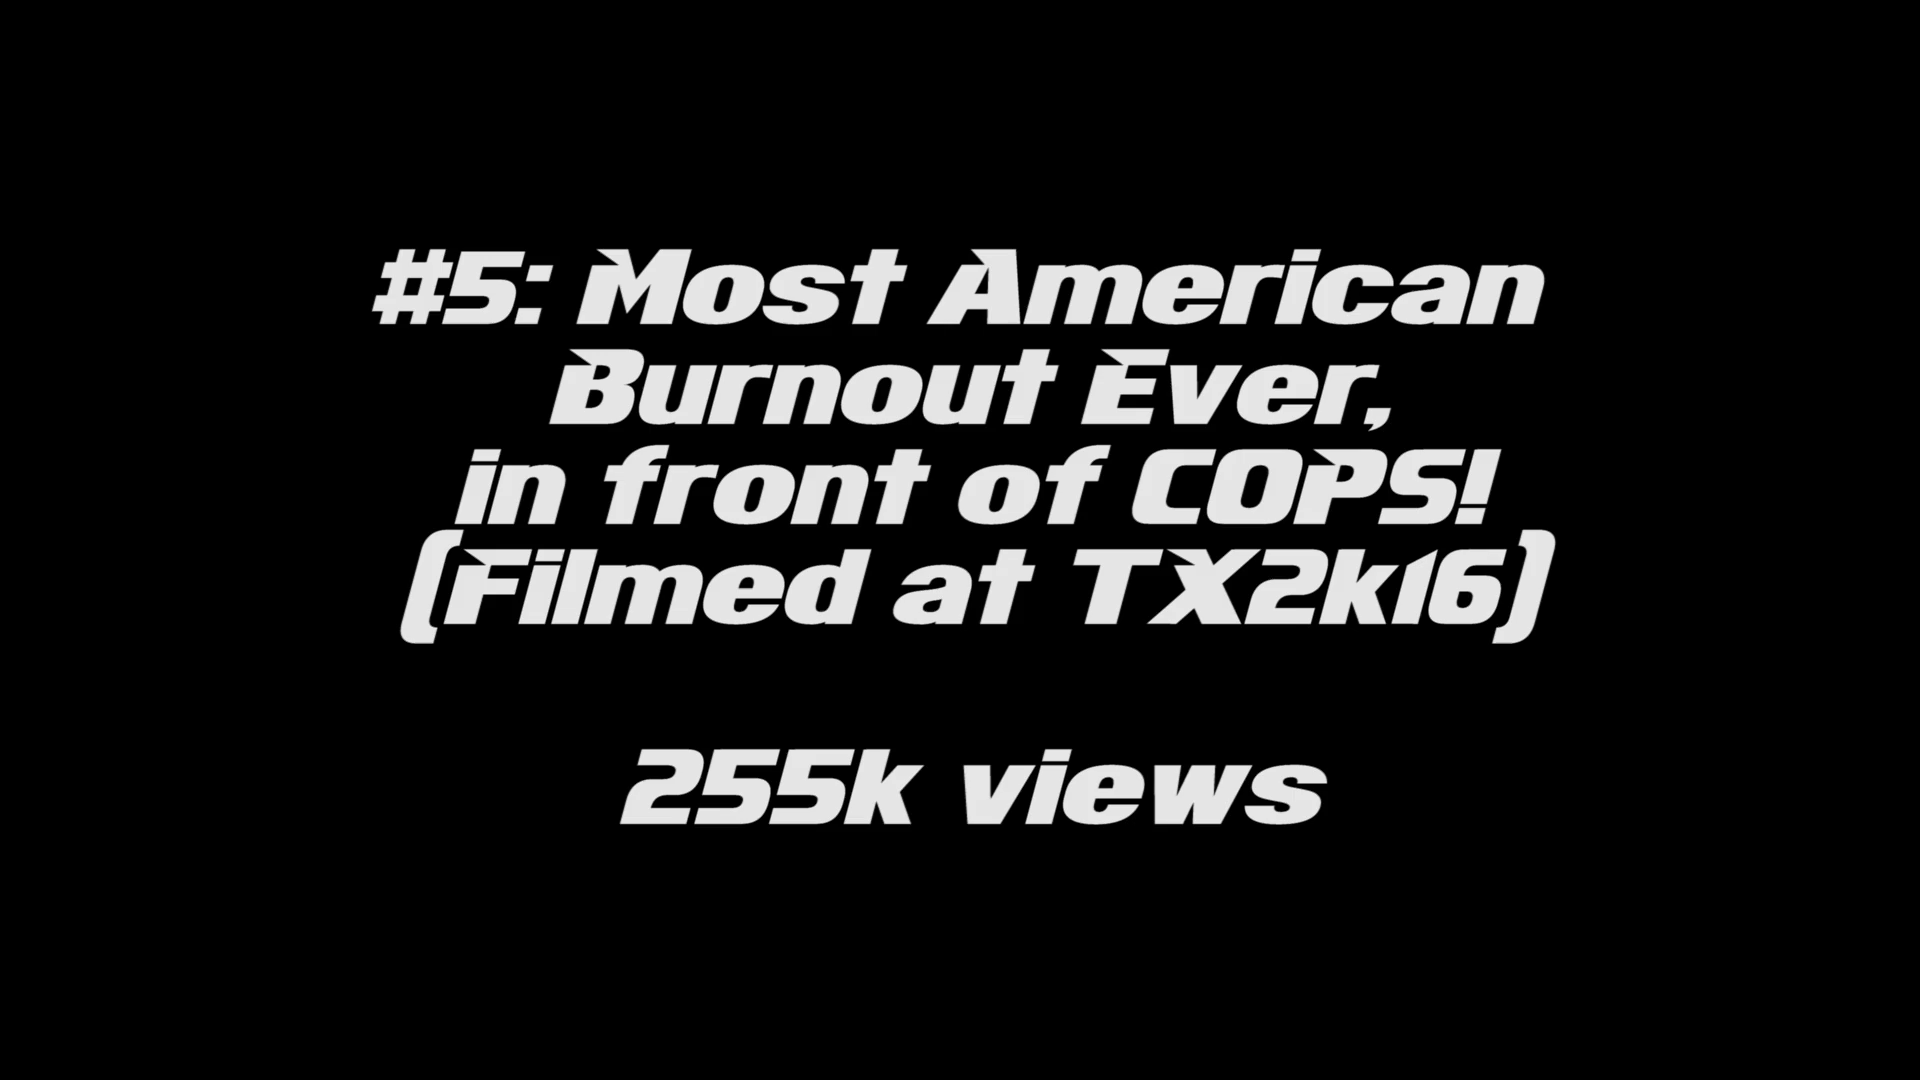 #5: Most American
Burnout Ever,
in front of COPS!
(Filmed at TX2k16)
255k views